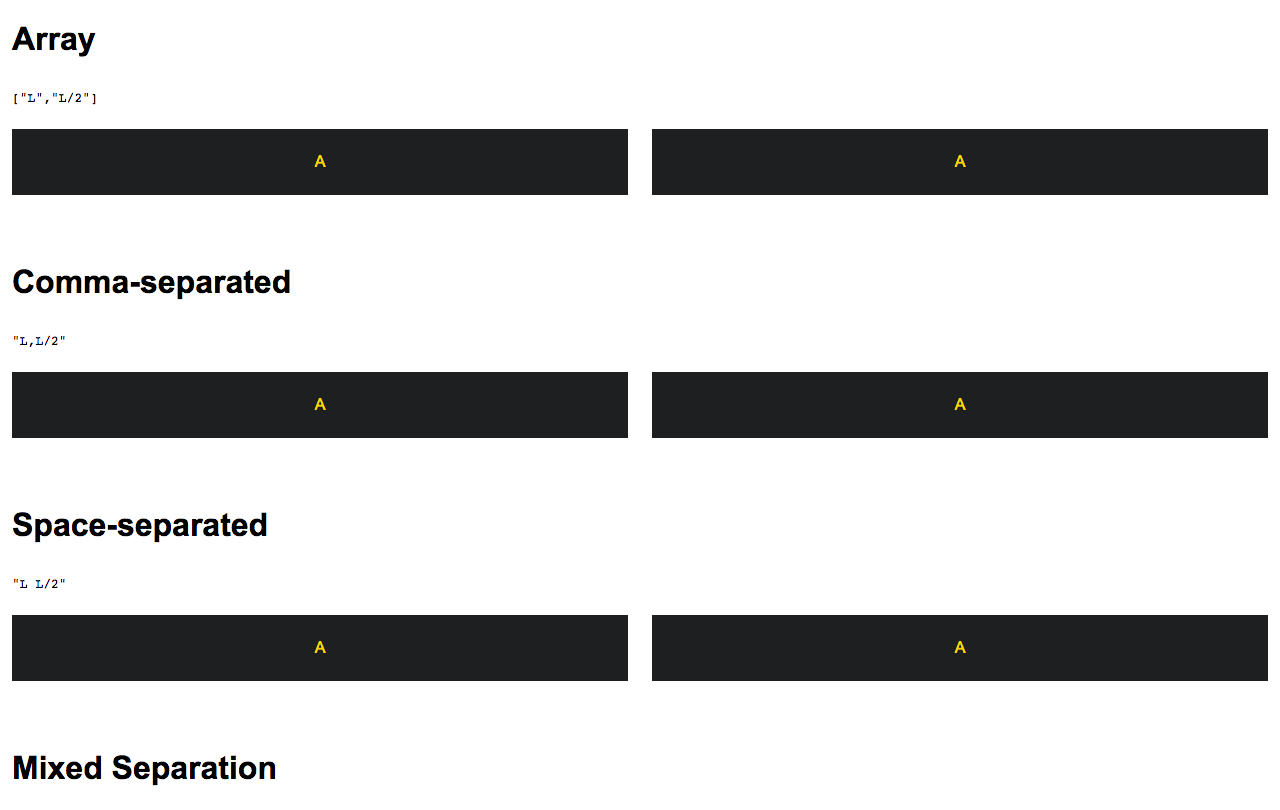 Array
["L","L/2"]
A A
Comma-separated
"L,L/2"
A A
Space-separated
"L L/2"
A A
Mixed Separation